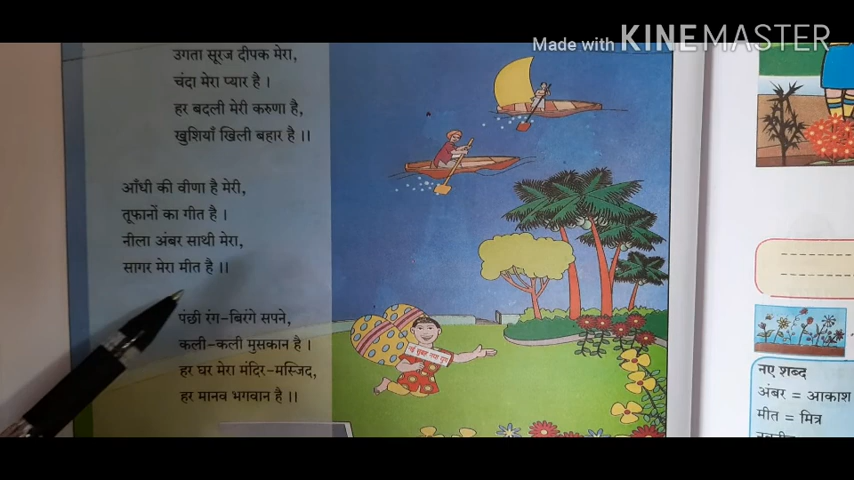 Made with KINEMASTER
उगता सूरज दीपक मेरा,
चंदा मेरा प्यार है ।
हर बदली मेरी करुणा है,
खुशियाँ खिली बहार है ।।
आँधी की वीणा है मेरी,
तूफानों का गीत है ।
नीला अंबर साथी मेरा,
सागर मेरा मीत है ।।
पंछी रंग-बिरंगे सपने,
कली-कली मुसकान है ।
हर घर मेरा मंदिर-मस्जिद,
हर मानव भगवान है ।।
नए शब्द
अंबर = आकाश
मीत = मित्र